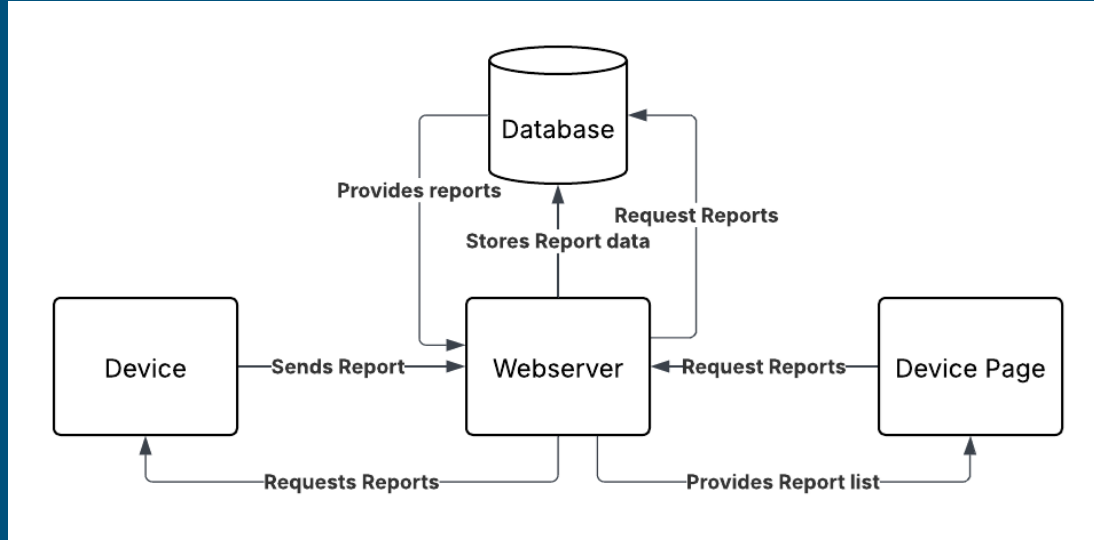 Database
Provides reports
Request Reports
Stores Report data
Device
Sends Report
Webserver
Request Reports
Device Page
Requests Reports
Provides Report list